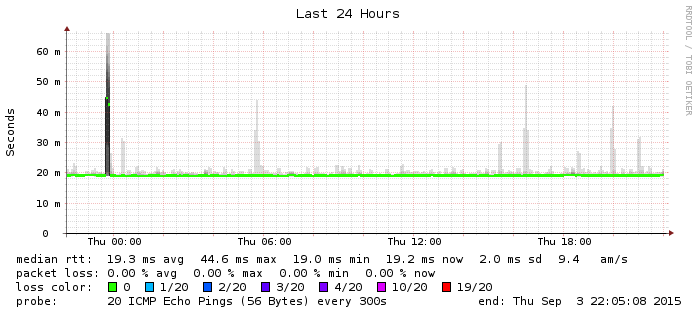 Last 24 Hours
RRDTOOL / TOBI OETIKER
Seconds
60 m
50 m
40 m
30 m
20 m
10 m
0
Thu 00:00 Thu 06:00 Thu 12:00 Thu 18:00
median rtt: 19.3 ms avg 44.6 ms max 19.0 ms min 19.2 ms now 2.0 ms sd 9.4 am/s
packet loss: 0.00 % avg 0.00 % max 0.00 % min 0.00 % now
loss color: 0 1/20 2/20 3/20 4/20 10/20 19/20
probe: 20 ICMP Echo Pings (56 Bytes) every 300s end: Thu Sep 3 22:05:08 2015